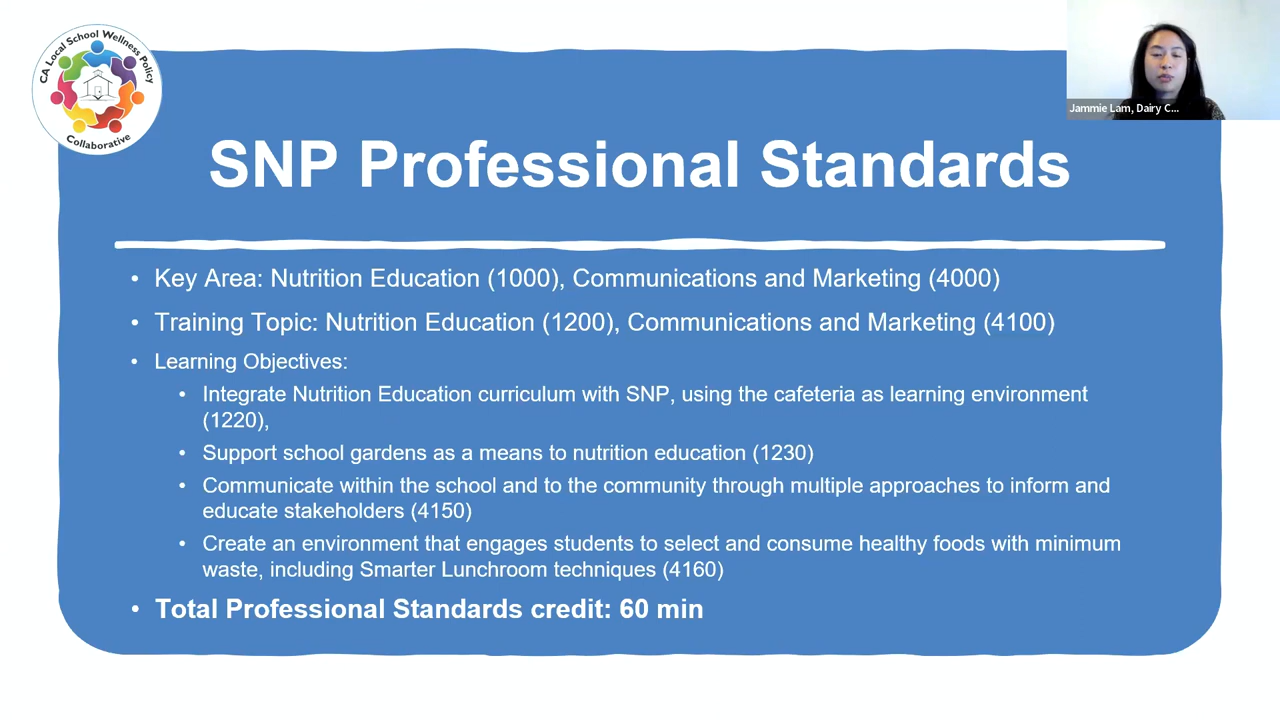 CA Local School Wellness Policy
Collaborative
Jammie Lam, Dairy C...
SNP Professional Standards
• Key Area: Nutrition Education (1000), Communications and Marketing (4000)
• Training Topic: Nutrition Education (1200), Communications and Marketing (4100)
• Learning Objectives:
• Integrate Nutrition Education curriculum with SNP, using the cafeteria as learning environment
(1220),
• Support school gardens as a means to nutrition education (1230)
• Communicate within the school and to the community through multiple approaches to inform and
educate stakeholders (4150)
• Create an environment that engages students to select and consume healthy foods with minimum
waste, including Smarter Lunchroom techniques (4160)
• Total Professional Standards credit: 60 min